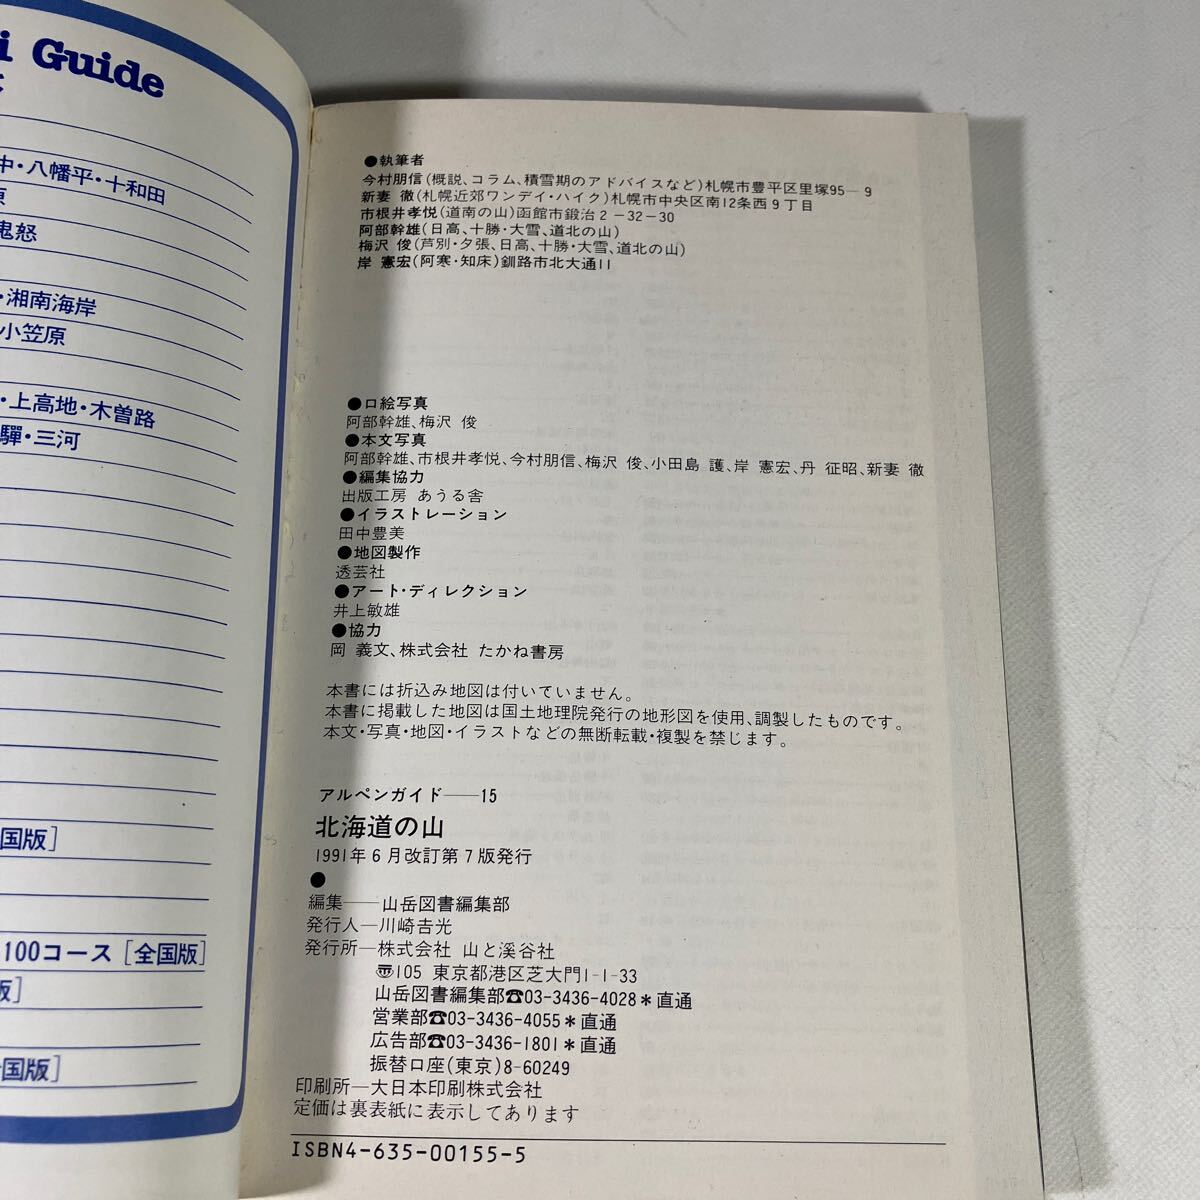 i Guide
中・八幡平・十和田
原
鬼怒
・湘南海岸
小笠原
・上高地・木曽路
騨・三河
国版]
100コース [全国版]
版]
国版]
●執筆者
今村朋信(概説、コラム、積雪期のアドバイスなど)札幌市豊平区里塚95－9
新妻 徹(札幌近郊ワンデイ・ハイク)札幌市中央区南12条西9丁目
市根井孝悦(道南の山)函館市鍛治2－32－30
阿部幹雄(日高、十勝・大雪、道北の山)
梅沢 俊(芦別・夕張、日高、十勝・大雪、道北の山)
岸 憲宏(阿寒・知床)釧路市北大通11
●口絵写真
阿部幹雄、梅沢 俊
●本文写真
阿部幹雄、市根井孝悦、今村朋信、梅沢 俊、小田島 護、岸 憲宏、丹 征昭、新妻 徹
●編集協力
出版工房 あうる舎
●イラストレーション
田中豊美
●地図製作
透芸社
●アート・ディレクション
井上敏雄
●協力
岡 義文、株式会社 たかね書房
本書には折込み地図は付いていません。
本書に掲載した地図は国土地理院発行の地形図を使用、調製したものです。
本文・写真・地図・イラストなどの無断転載・複製を禁じます。
アルペンガイド――15
北海道の山
1991年6月改訂第7版発行
●
編集――山岳図書編集部
発行人―川崎吉光
発行所―株式会社 山と溪谷社
〠105 東京都港区芝大門1-1-33
山岳図書編集部☎03-3436-4028＊直通
営業部☎03-3436-4055＊直通
広告部☎03-3436-1801＊直通
振替口座(東京)8-60249
印刷所―大日本印刷株式会社
定価は裏表紙に表示してあります
ISBN4-635-00155-5